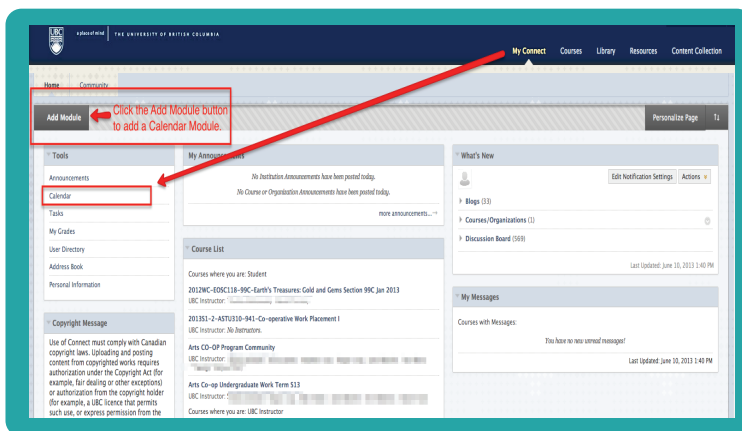 UBC
a place of mind
THE UNIVERSITY OF BRITISH COLUMBIA
My Connect Courses Library Resources Content Collection
Home Community
Add Module
Click the Add Module button
to add a Calendar Module.
Personalize Page
Tools
Announcements
Calendar
Tasks
My Grades
User Directory
Address Book
Personal Information
Copyright Message
Use of Connect must comply with Canadian
copyright laws. Uploading and posting
content from copyrighted works requires
authorization under the Copyright Act (for
example, fair dealing or other exceptions)
or authorization from the copyright holder
(for example, a UBC licence that permits
such use, or express permission from the
My Announcements
No Institution Announcements have been posted today.
No Course or Organization Announcements have been posted today.
more announcements...
Course List
Courses where you are: Student
2012WC-EOSC118-99C-Earth's Treasures: Gold and Gems Section 99C Jan 2013
UBC Instructor:
2013S1-2-ASTU310-941-Co-operative Work Placement I
UBC Instructor: No Instructors.
Arts CO-OP Program Community
UBC Instructor:
Arts Co-op Undergraduate Work Term 513
UBC Instructor:
Courses where you are: UBC Instructor
What's New
Edit Notification Settings Actions
Blogs (33)
Courses/Organizations (1)
Discussion Board (569)
Last Updated: June 10, 2013 1:40 PM
My Messages
Courses with Messages:
You have no new unread messages!
Last Updated: June 10, 2013 1:40 PM